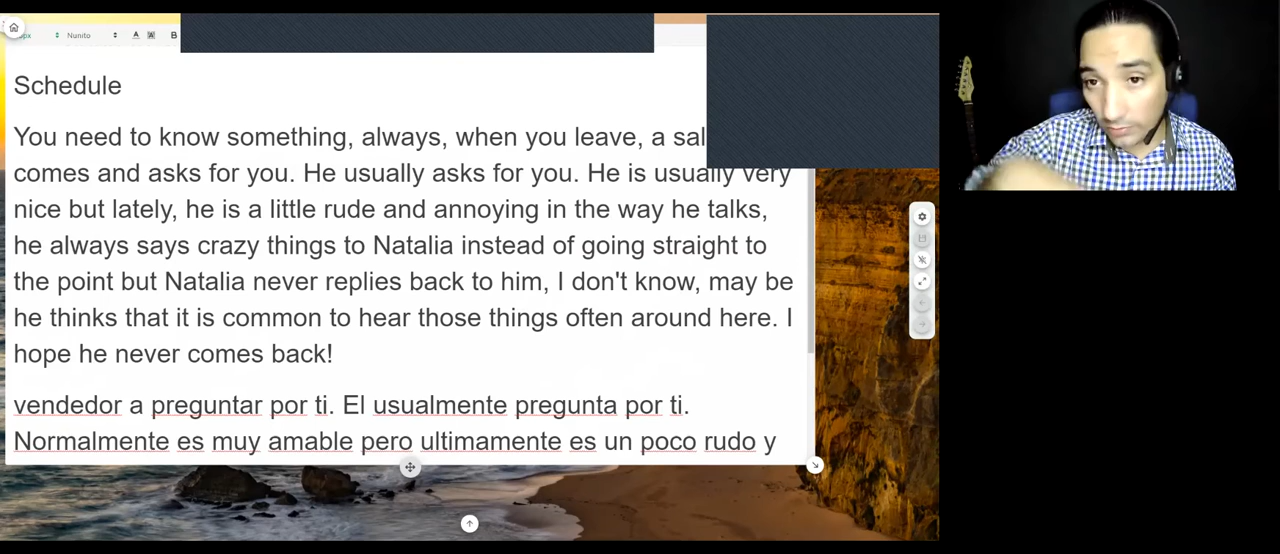 Nunito A A B
Schedule
You need to know something, always, when you leave, a
comes and asks for you. He usually asks for you. He is usually very
nice but lately, he is a little rude and annoying in the way he talks,
he always says crazy things to Natalia instead of going straight to
the point but Natalia never replies back to him, I don't know, may be
he thinks that it is common to hear those things often around here. I
hope he never comes back!
vendedor a preguntar por ti. El usualmente pregunta por ti.
Normalmente es muy amable pero ultimamente es un poco rudo y